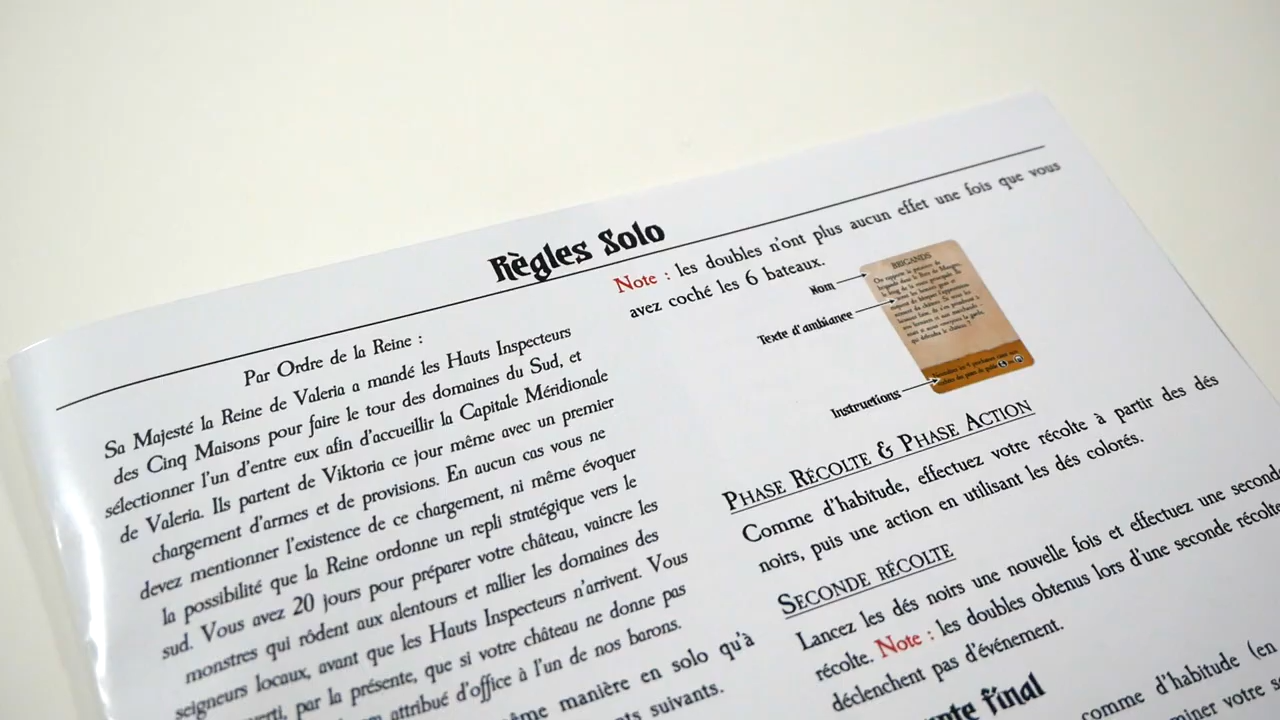 Règles Solo
Par Ordre de la Reine :
Sa Majesté la Reine de Valeria a mandé les Hauts Inspecteurs
des Cinq Maisons pour faire le tour des domaines du Sud, et
sélectionner l'un d'entre eux afin d'accueillir la Capitale Méridionale
de Valeria. Ils partent de Viktoria ce jour même avec un premier
chargement d'armes et de provisions. En aucun cas vous ne
devez mentionner l'existence de ce chargement, ni même évoquer
la possibilité que la Reine ordonne un repli stratégique vers le
sud. Vous avez 20 jours pour préparer votre château, vaincre les
monstres qui rôdent aux alentours et rallier les domaines des
seigneurs locaux, avant que les Hauts Inspecteurs n'arrivent. Vous
par la présente, que si votre château ne donne pas
attribué d'office à l'un de nos barons.
manière en solo qu'à
suivants.
Note : les doubles n'ont plus aucun effet une fois que vous
avez coché les 6 bateaux.
Nom
Texte d'ambiance
Instructions
BRIGANDS
Phase Récolte & Phase Action
Comme d'habitude, effectuez votre récolte à partir des dés
noirs, puis une action en utilisant les dés colorés.
Seconde récolte
Lancez les dés noirs une nouvelle fois et effectuez une seconde
récolte. Note : les doubles obtenus lors d'une seconde récolte
déclenchent pas d'événement.
final
comme d'habitude (en
votre